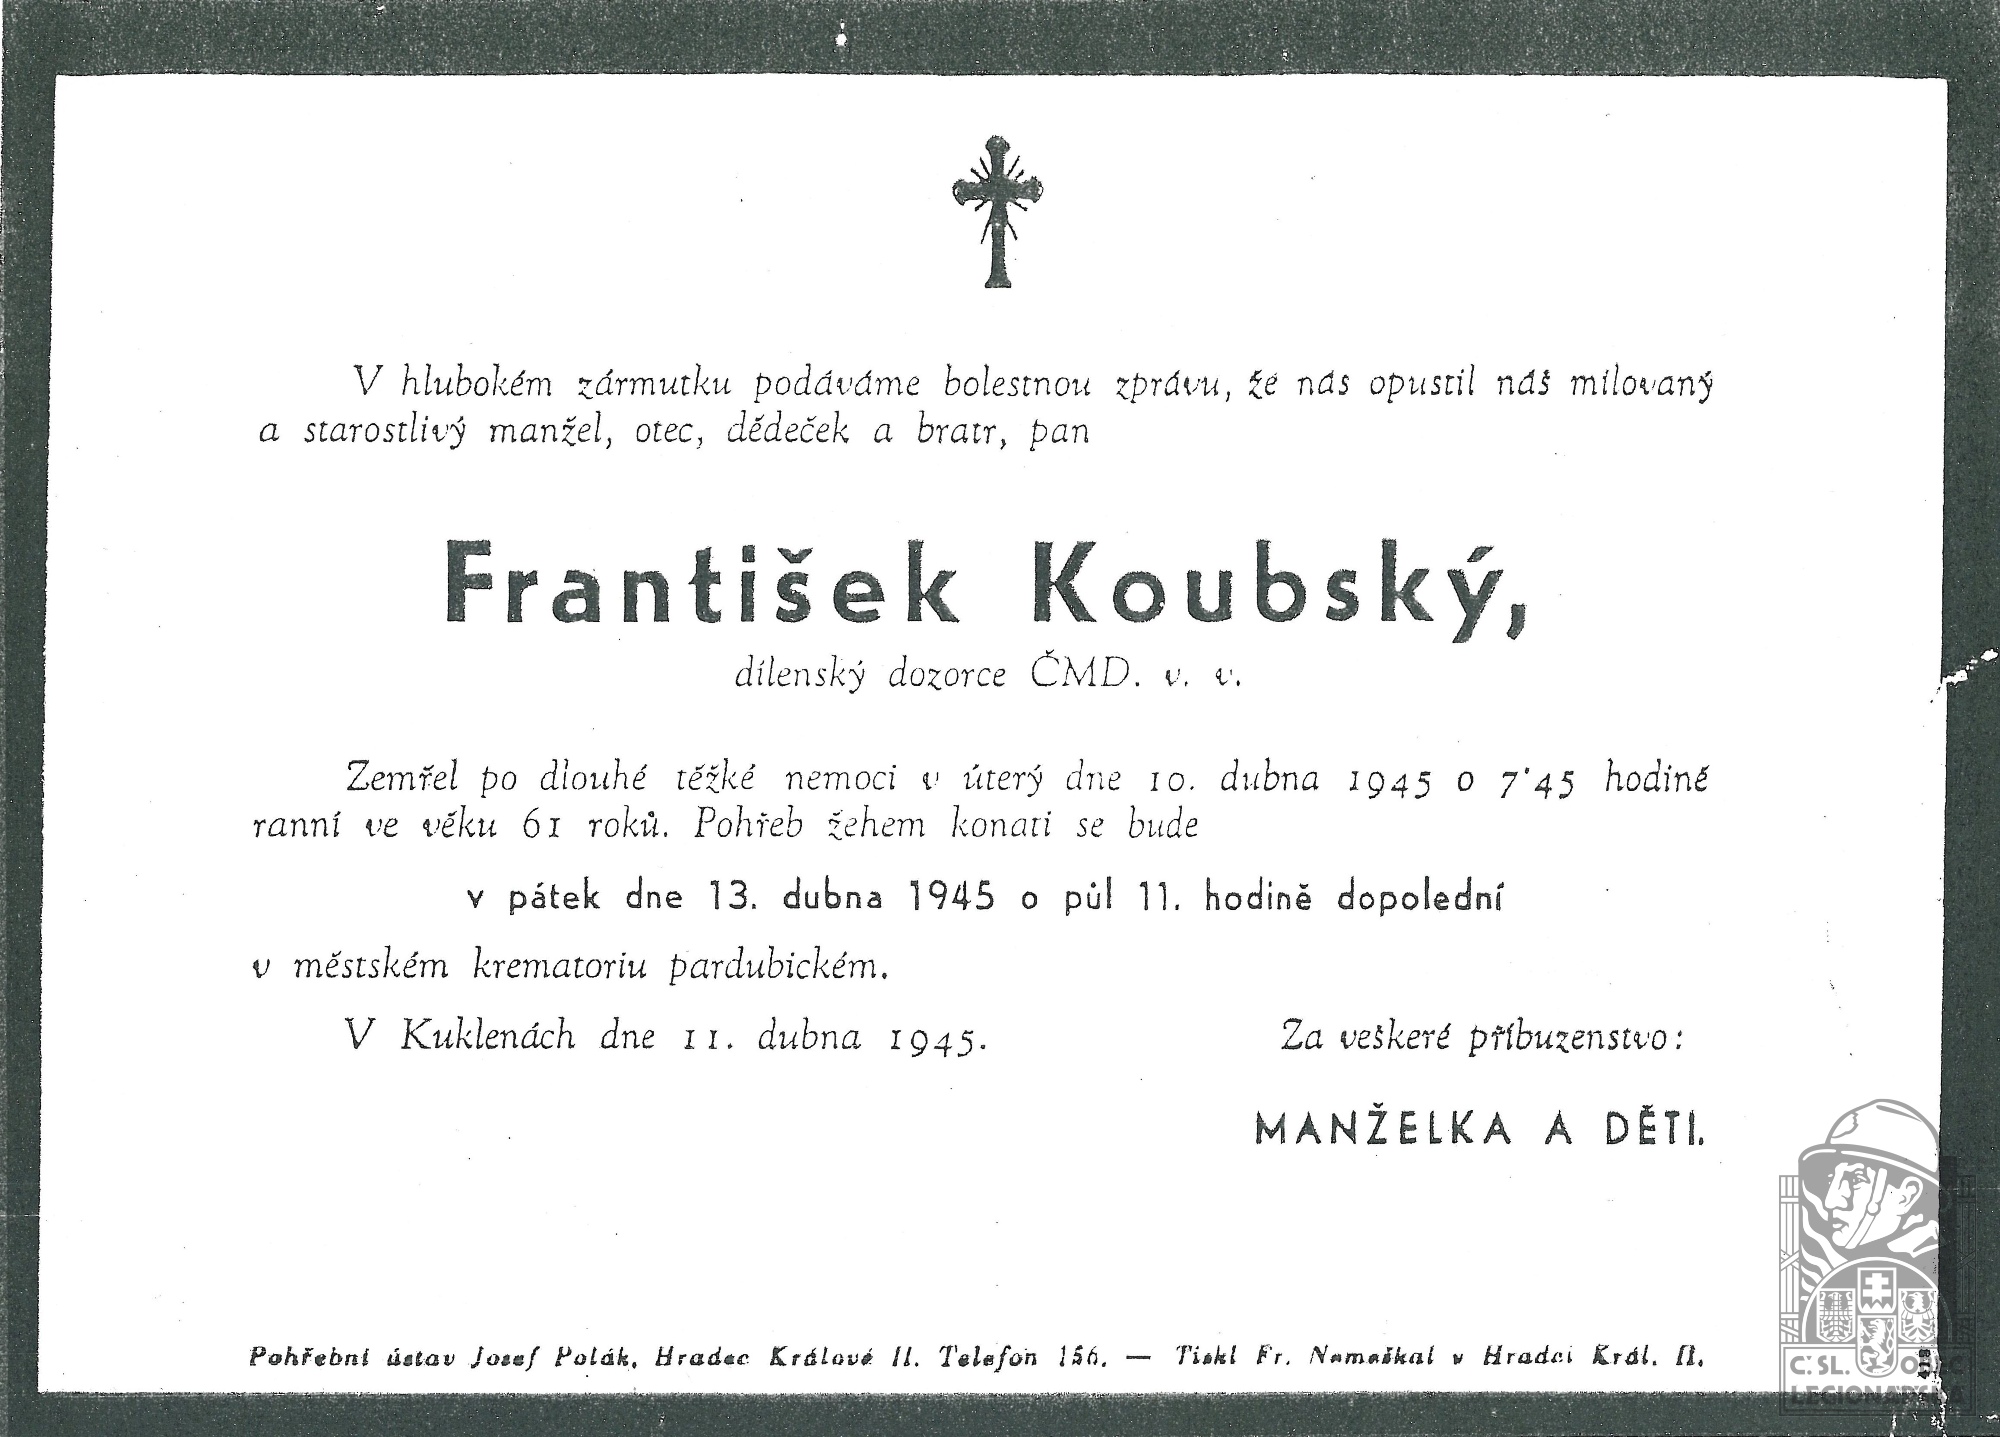 V hlubokém zármutku podáváme bolestnou zprávu, že nás opustil náš milovaný
a starostlivý manžel, otec, dědeček a bratr, pan
František Koubský,
dílenský dozorce ČMD. v. v.
Zemřel po dlouhé těžké nemoci v úterý dne 10. dubna 1945 o 7·45 hodině
ranní ve věku 61 roků. Pohřeb žehem konati se bude
v pátek dne 13. dubna 1945 o půl 11. hodině dopolední
v městském krematoriu pardubickém.
V Kuklenách dne 11. dubna 1945.
Za veškeré příbuzenstvo:
MANŽELKA A DĚTI.
Pohřební ústav Josef Polák, Hradec Králové II. Telefon 156. — Tiskl Fr. Nemaškal v Hradci Král. II.
Č.SL. OBEC
LEGIONÁŘSKÁ